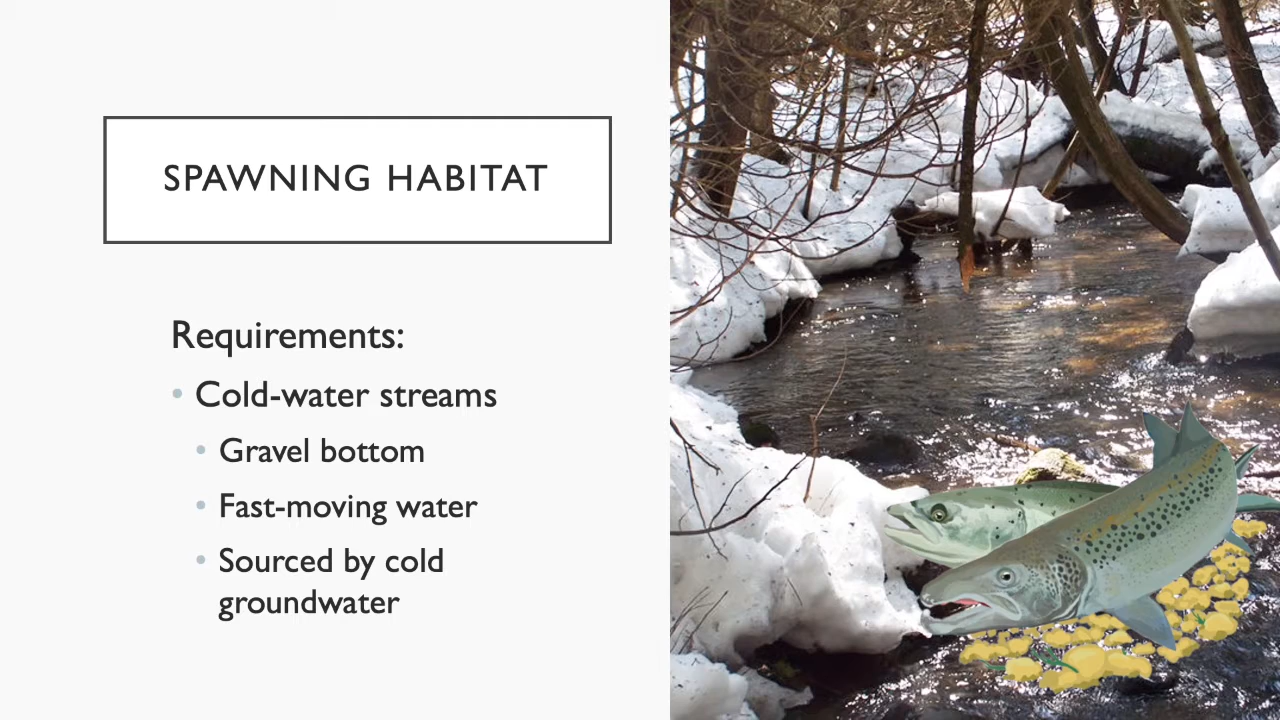 SPAWNING HABITAT
Requirements:
• Cold-water streams
• Gravel bottom
• Fast-moving water
• Sourced by cold
groundwater